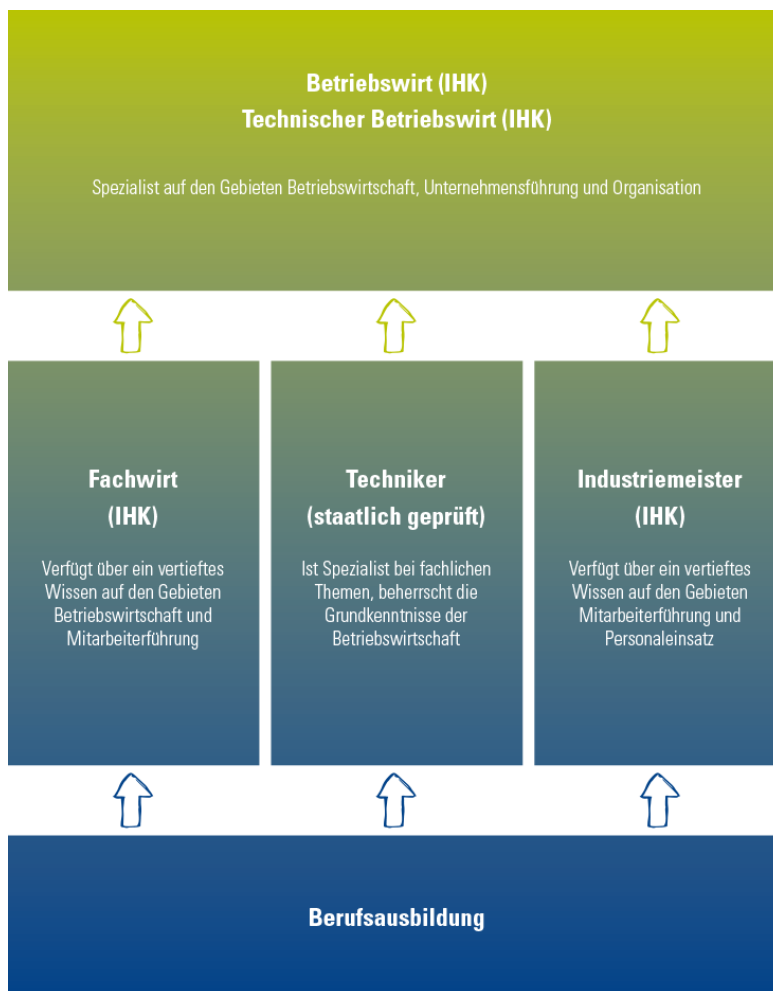 Betriebswirt (IHK)
Technischer Betriebswirt (IHK)
Spezialist auf den Gebieten Betriebswirtschaft, Unternehmensführung und Organisation
Fachwirt
(IHK)
Verfügt über ein vertieftes
Wissen auf den Gebieten
Betriebswirtschaft und
Mitarbeiterführung
Techniker
(staatlich geprüft)
Ist Spezialist bei fachlichen
Themen, beherrscht die
Grundkenntnisse der
Betriebswirtschaft
Industriemeister
(IHK)
Verfügt über ein vertieftes
Wissen auf den Gebieten
Mitarbeiterführung und
Personaleinsatz
Berufsausbildung